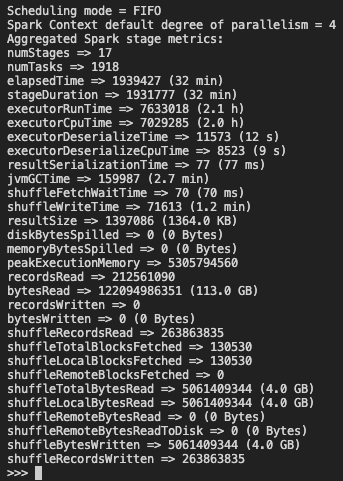 Scheduling mode = FIFO
Spark Context default degree of parallelism = 4
Aggregated Spark stage metrics:
numStages => 17
numTasks => 1918
elapsedTime => 1939427 (32 min)
stageDuration => 1931777 (32 min)
executorRunTime => 7633018 (2.1 h)
executorCpuTime => 7029285 (2.0 h)
executorDeserializeTime => 11573 (12 s)
executorDeserializeCpuTime => 8523 (9 s)
resultSerializationTime => 77 (77 ms)
jvmGCTime => 159987 (2.7 min)
shuffleFetchWaitTime => 70 (70 ms)
shuffleWriteTime => 71613 (1.2 min)
resultSize => 1397086 (1364.0 KB)
diskBytesSpilled => 0 (0 Bytes)
memoryBytesSpilled => 0 (0 Bytes)
peakExecutionMemory => 5305794560
recordsRead => 212561090
bytesRead => 122094986351 (113.0 GB)
recordsWritten => 0
bytesWritten => 0 (0 Bytes)
shuffleRecordsRead => 263863835
shuffleTotalBlocksFetched => 130530
shuffleLocalBlocksFetched => 130530
shuffleRemoteBlocksFetched => 0
shuffleTotalBytesRead => 5061409344 (4.0 GB)
shuffleLocalBytesRead => 5061409344 (4.0 GB)
shuffleRemoteBytesRead => 0 (0 Bytes)
shuffleRemoteBytesReadToDisk => 0 (0 Bytes)
shuffleBytesWritten => 5061409344 (4.0 GB)
shuffleRecordsWritten => 263863835
>>>